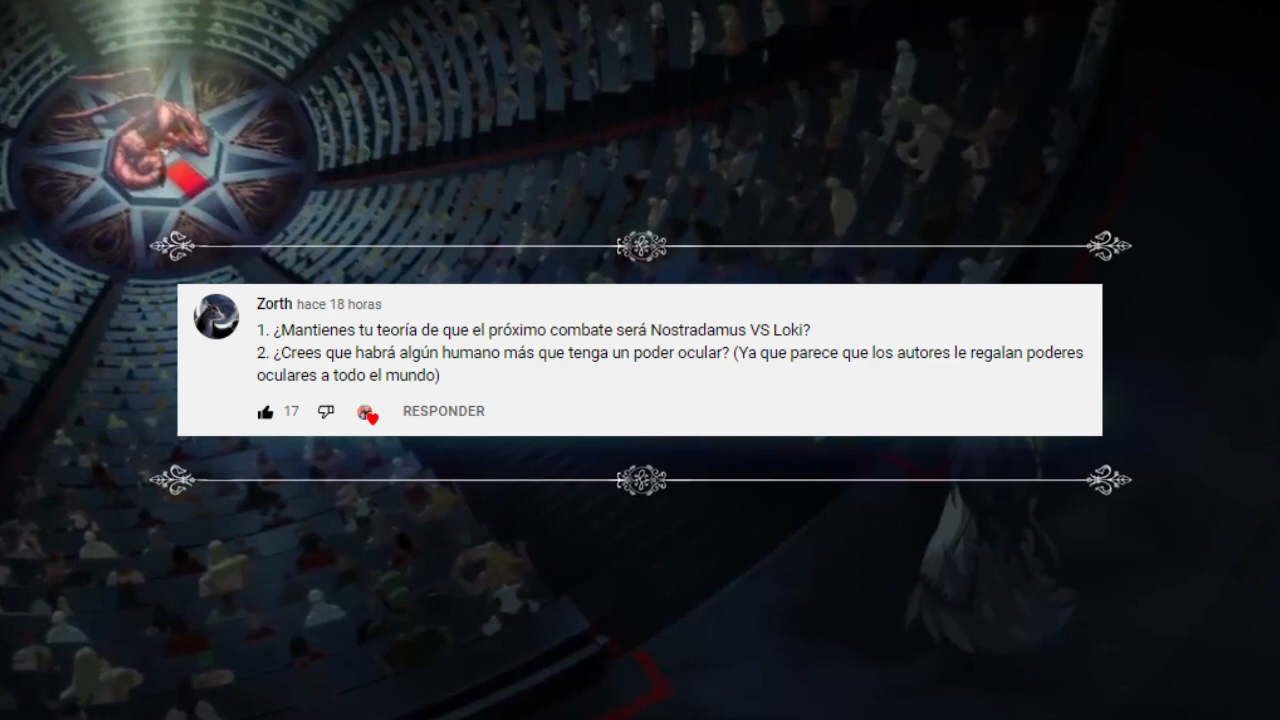 Zorth hace 18 horas
1. ¿Mantienes tu teoría de que el próximo combate será Nostradamus VS Loki?
2. ¿Crees que habrá algún humano más que tenga un poder ocular? (Ya que parece que los autores le regalan poderes
oculares a todo el mundo)
17 RESPONDER